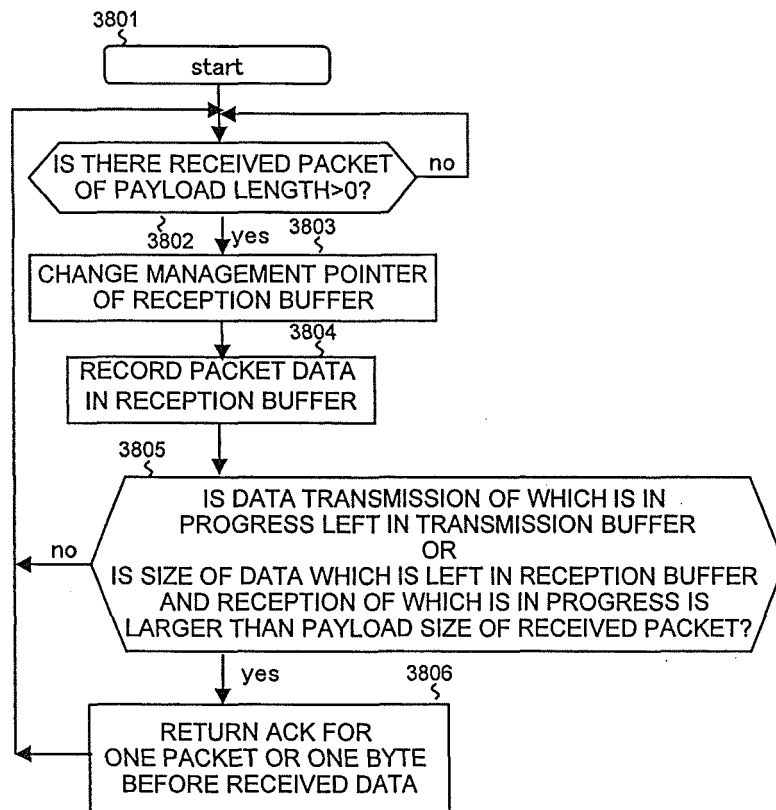 3801
start
IS THERE RECEIVED PACKET
OF PAYLOAD LENGTH>0?
no
3802
yes
3803
CHANGE MANAGEMENT POINTER
OF RECEPTION BUFFER
3804
RECORD PACKET DATA
IN RECEPTION BUFFER
3805
IS DATA TRANSMISSION OF WHICH IS IN
PROGRESS LEFT IN TRANSMISSION BUFFER
OR
IS SIZE OF DATA WHICH IS LEFT IN RECEPTION BUFFER
AND RECEPTION OF WHICH IS IN PROGRESS IS
LARGER THAN PAYLOAD SIZE OF RECEIVED PACKET?
no
yes
3806
RETURN ACK FOR
ONE PACKET OR ONE BYTE
BEFORE RECEIVED DATA